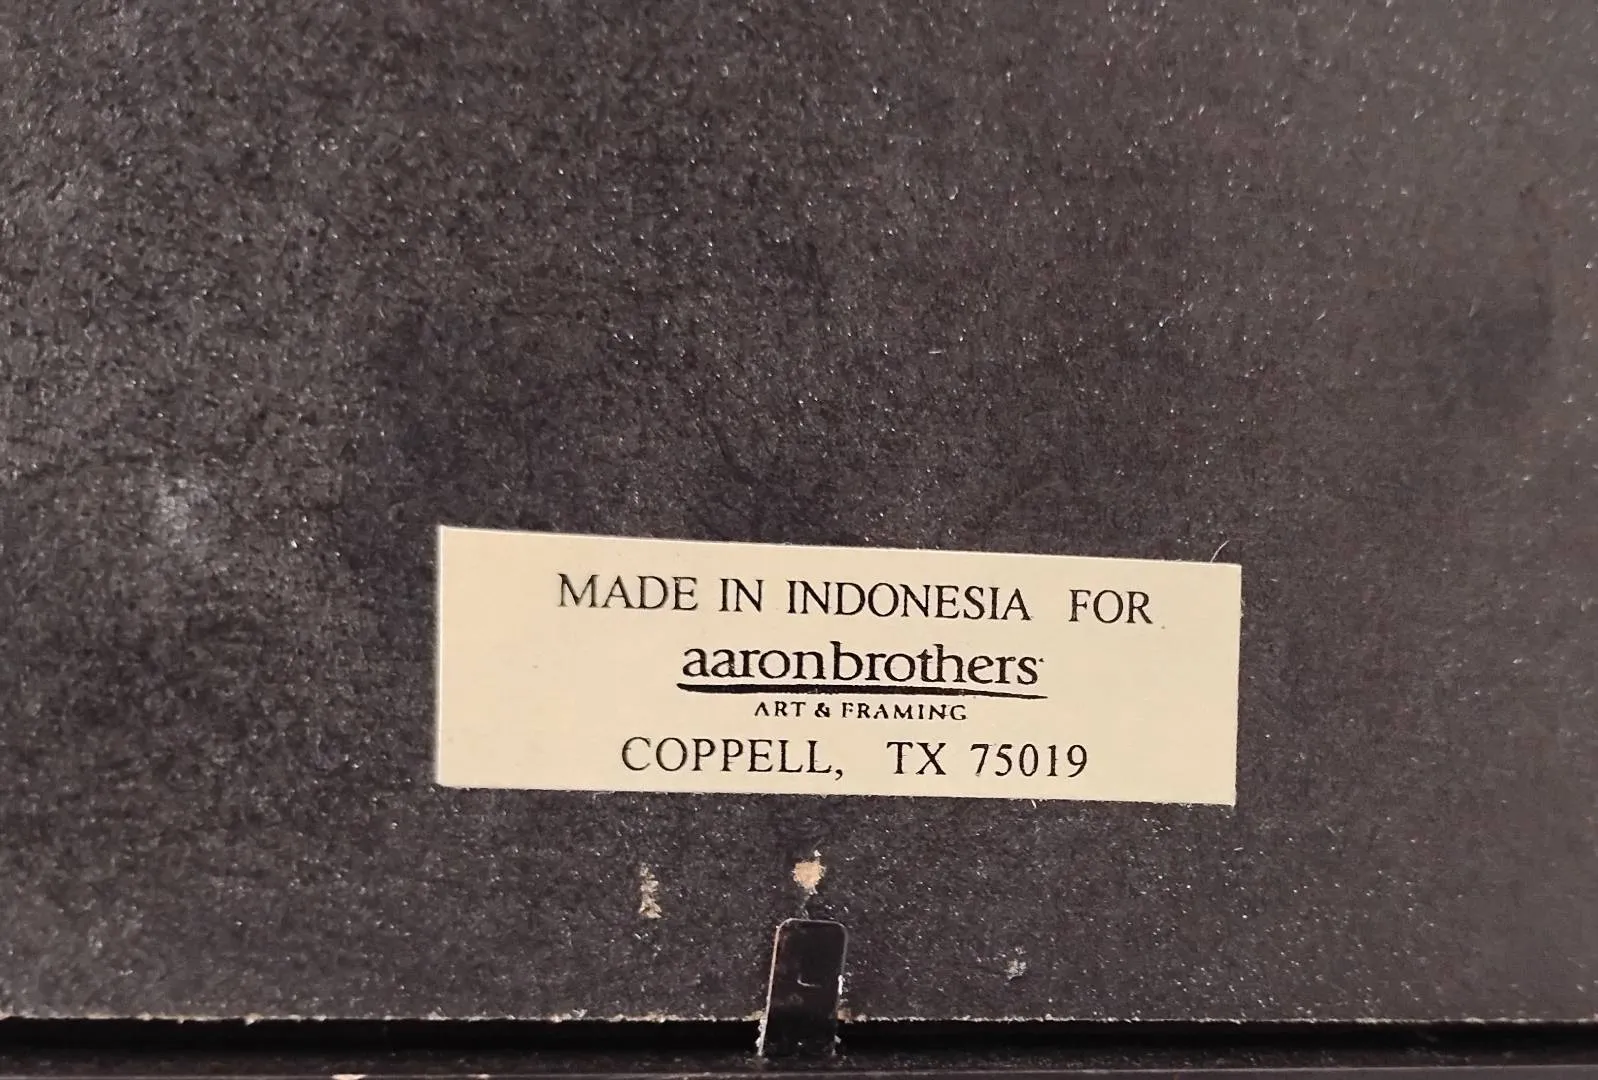 MADE IN INDONESIA FOR
aaronbrothers
ART & FRAMING
COPPELL, TX 75019